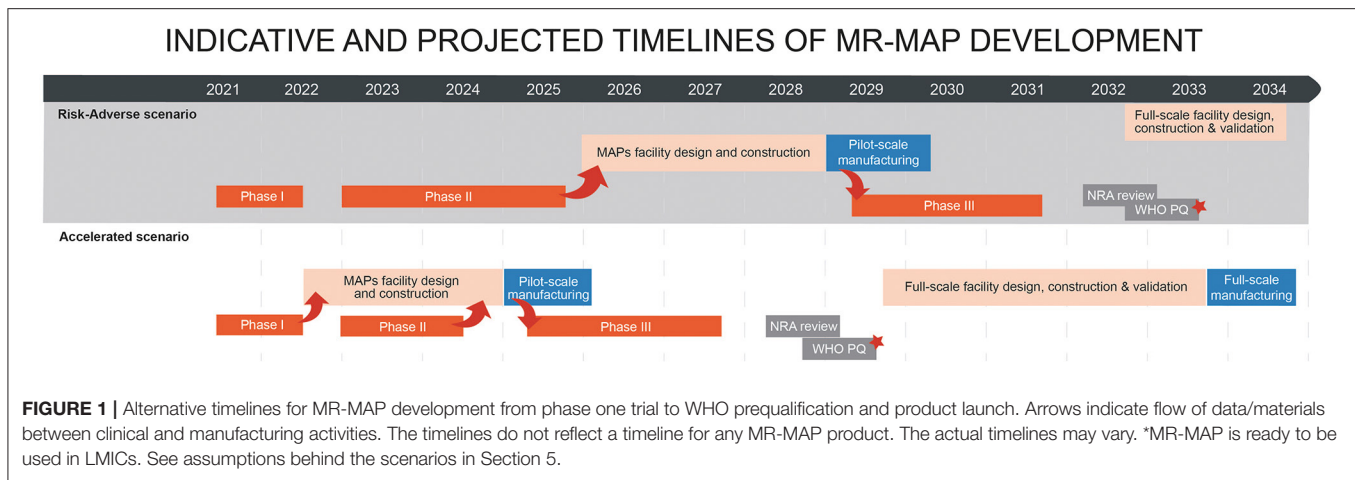 INDICATIVE AND PROJECTED TIMELINES OF MR-MAP DEVELOPMENT
2021 2022 2023 2024 2025 2026 2027 2028 2029 2030 2031 2032 2033 2034
Risk-Adverse scenario
Full-scale facility design,
construction & validation
MAPs facility design and construction
Pilot-scale
manufacturing
Phase I
Phase II
Phase III
NRA review
WHO PQ
Accelerated scenario
MAPs facility design
and construction
Pilot-scale
manufacturing
Full-scale facility design, construction & validation
Full-scale
manufacturing
Phase I
Phase II
Phase III
NRA review
WHO PQ
FIGURE 1 | Alternative timelines for MR-MAP development from phase one trial to WHO prequalification and product launch. Arrows indicate flow of data/materials
between clinical and manufacturing activities. The timelines do not reflect a timeline for any MR-MAP product. The actual timelines may vary. *MR-MAP is ready to be
used in LMICs. See assumptions behind the scenarios in Section 5.